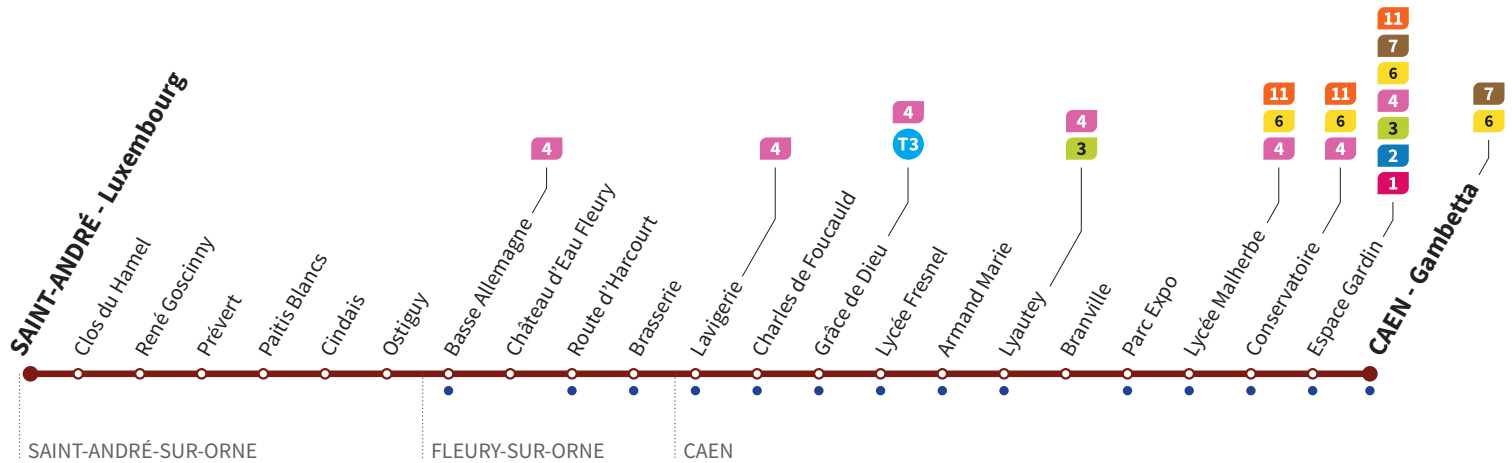 SAINT-ANDRÉ - Luxembourg
Clos du Hamel
René Goscinny
Prévert
Paitis Blancs
Cindais
Ostiguy
Basse Allemagne
4
Château d'Eau Fleury
Route d'Harcourt
Brasserie
Lavigerie
4
Charles de Foucauld
Grâce de Dieu
4
T3
Lycée Fresnel
Armand Marie
Lyautey
4
3
Branville
Parc Expo
Lycée Malherbe
11
6
4
Conservatoire
11
6
4
Espace Gardin
11
7
6
4
3
2
1
CAEN - Gambetta
7
6
SAINT-ANDRÉ-SUR-ORNE
FLEURY-SUR-ORNE
CAEN